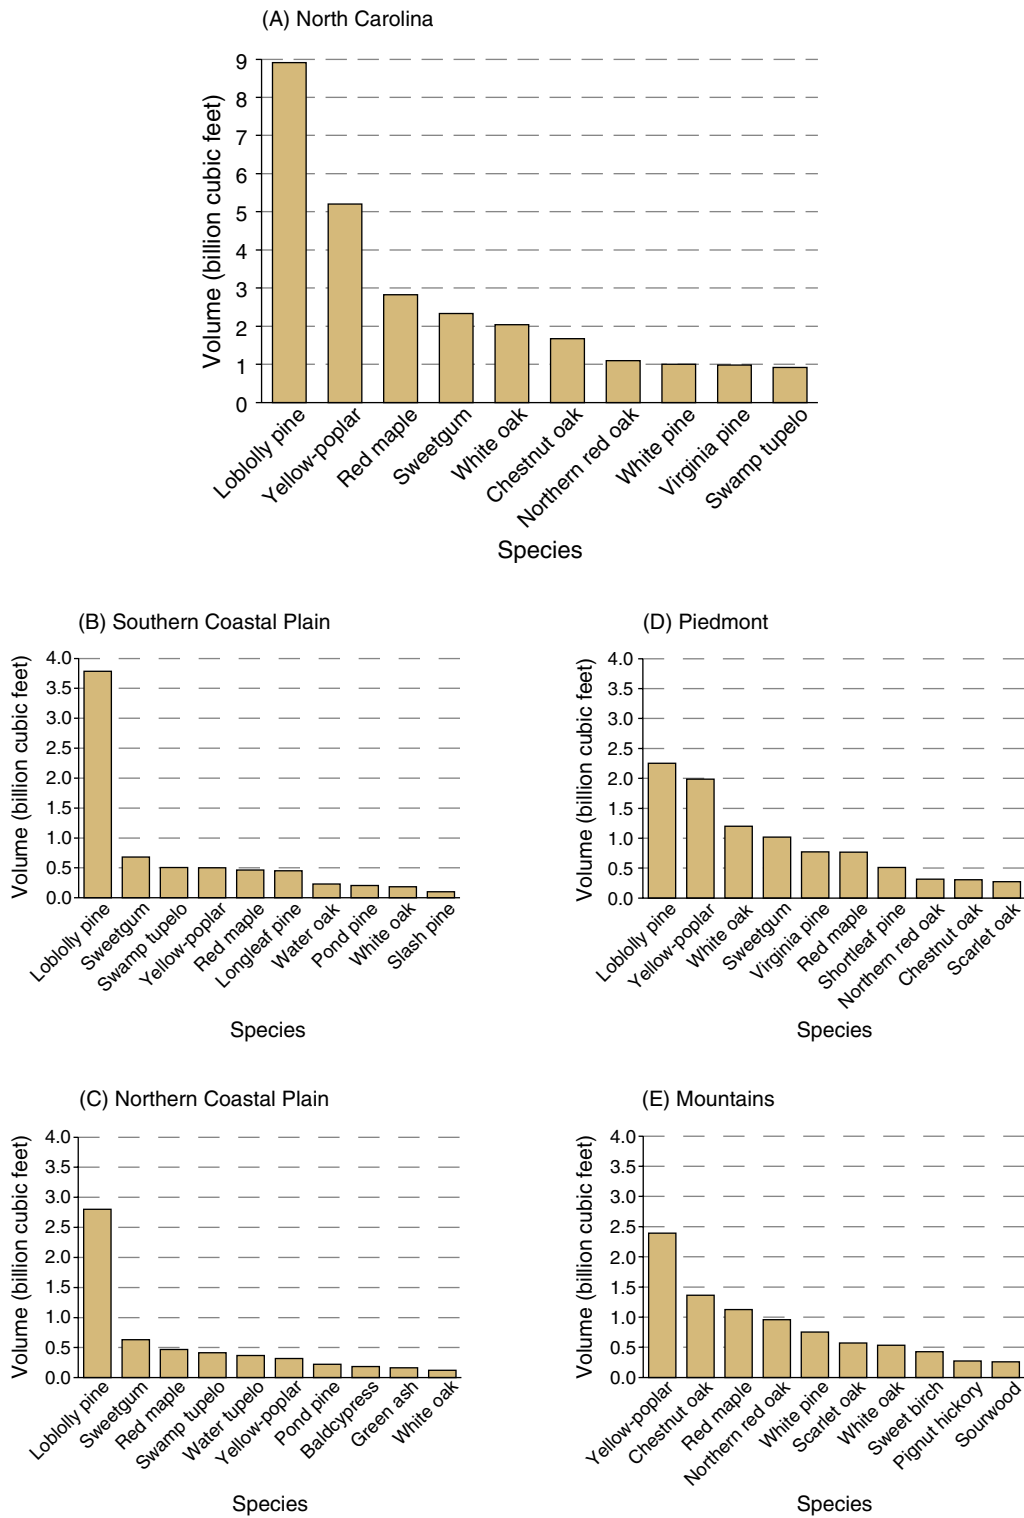 (A) North Carolina
Volume (billion cubic feet)
9
8
7
6
5
4
3
2
1
0
Loblolly pine
Yellow-poplar
Red maple
Sweetgum
White oak
Chestnut oak
Northern red oak
White pine
Virginia pine
Swamp tupelo
Species
(B) Southern Coastal Plain
Volume (billion cubic feet)
4.0
3.5
3.0
2.5
2.0
1.5
1.0
0.5
0.0
Loblolly pine
Sweetgum
Swamp tupelo
Yellow-poplar
Red maple
Longleaf pine
Water oak
Pond pine
White oak
Slash pine
Species
(D) Piedmont
Volume (billion cubic feet)
4.0
3.5
3.0
2.5
2.0
1.5
1.0
0.5
0.0
Loblolly pine
Yellow-poplar
White oak
Sweetgum
Virginia pine
Red maple
Shortleaf pine
Northern red oak
Chestnut oak
Scarlet oak
Species
(C) Northern Coastal Plain
Volume (billion cubic feet)
4.0
3.5
3.0
2.5
2.0
1.5
1.0
0.5
0.0
Loblolly pine
Sweetgum
Red maple
Swamp tupelo
Water tupelo
Yellow-poplar
Pond pine
Baldcypress
Green ash
White oak
Species
(E) Mountains
Volume (billion cubic feet)
4.0
3.5
3.0
2.5
2.0
1.5
1.0
0.5
0.0
Yellow-poplar
Chestnut oak
Red maple
Northern red oak
White pine
Scarlet oak
White oak
Sweet birch
Pignut hickory
Sourwood
Species